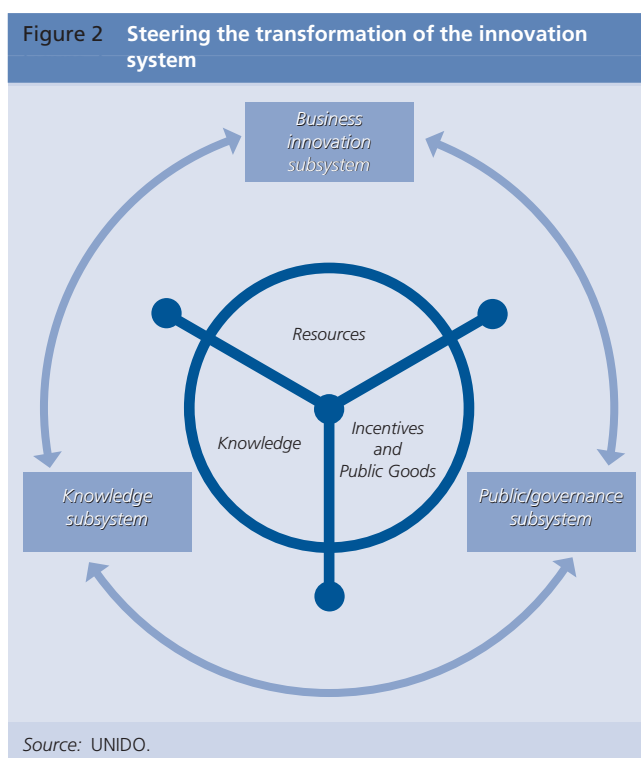 Figure 2 Steering the transformation of the innovation
system
Business
innovation
subsystem
Resources
Knowledge
Incentives
and
Public Goods
Knowledge
subsystem
Public/governance
subsystem
Source: UNIDO.